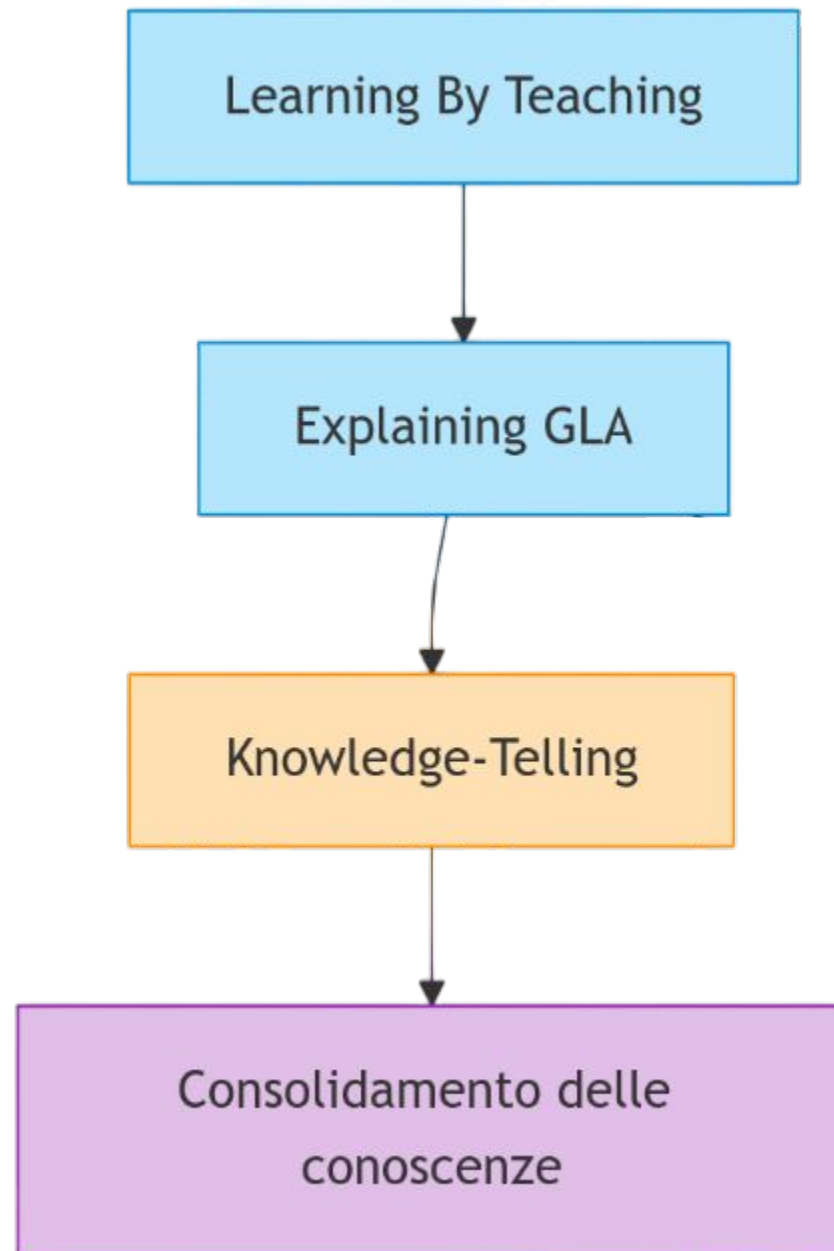 Learning By Teaching
Explaining GLA
Knowledge-Telling
Consolidamento delle
conoscenze